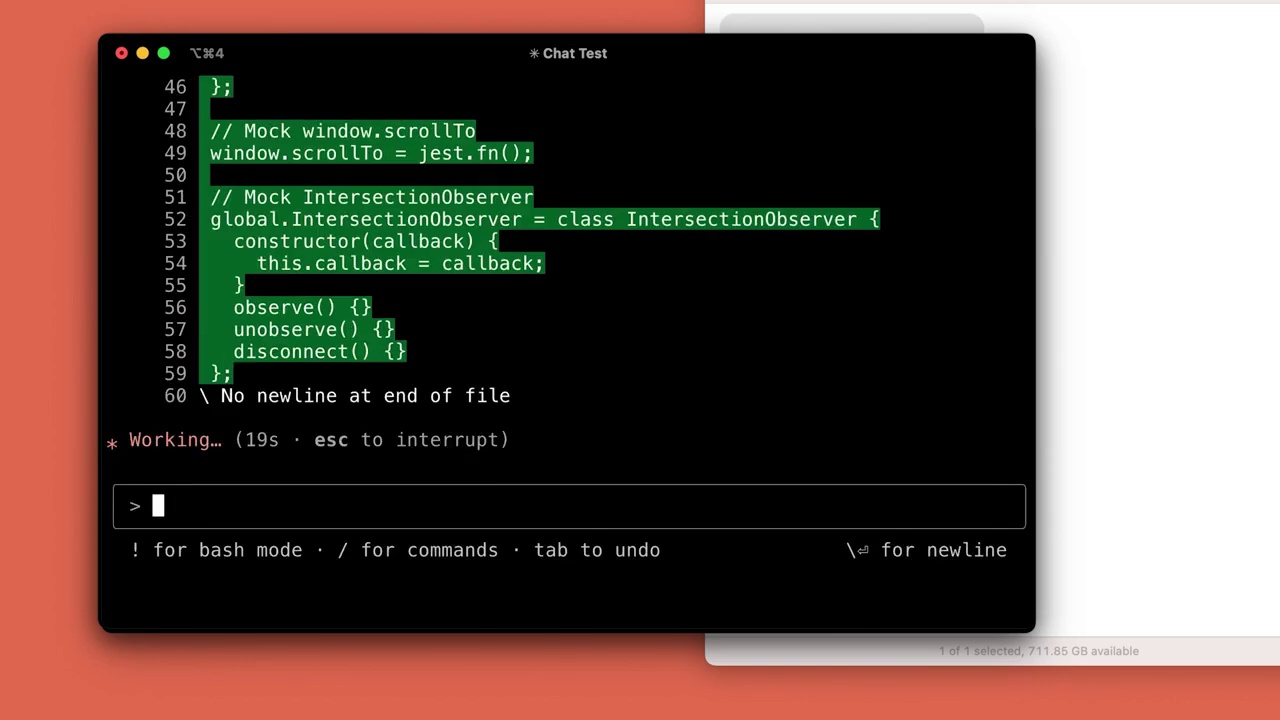 ⌥⌘4
✳ Chat Test
46 };
47
48 // Mock window.scrollTo
49 window.scrollTo = jest.fn();
50
51 // Mock IntersectionObserver
52 global.IntersectionObserver = class IntersectionObserver {
53   constructor(callback) {
54     this.callback = callback;
55   }
56   observe() {}
57   unobserve() {}
58   disconnect() {}
59 };
60 \ No newline at end of file
* Working… (19s · esc to interrupt)
>
! for bash mode · / for commands · tab to undo
\⏎ for newline
1 of 1 selected, 711.85 GB available